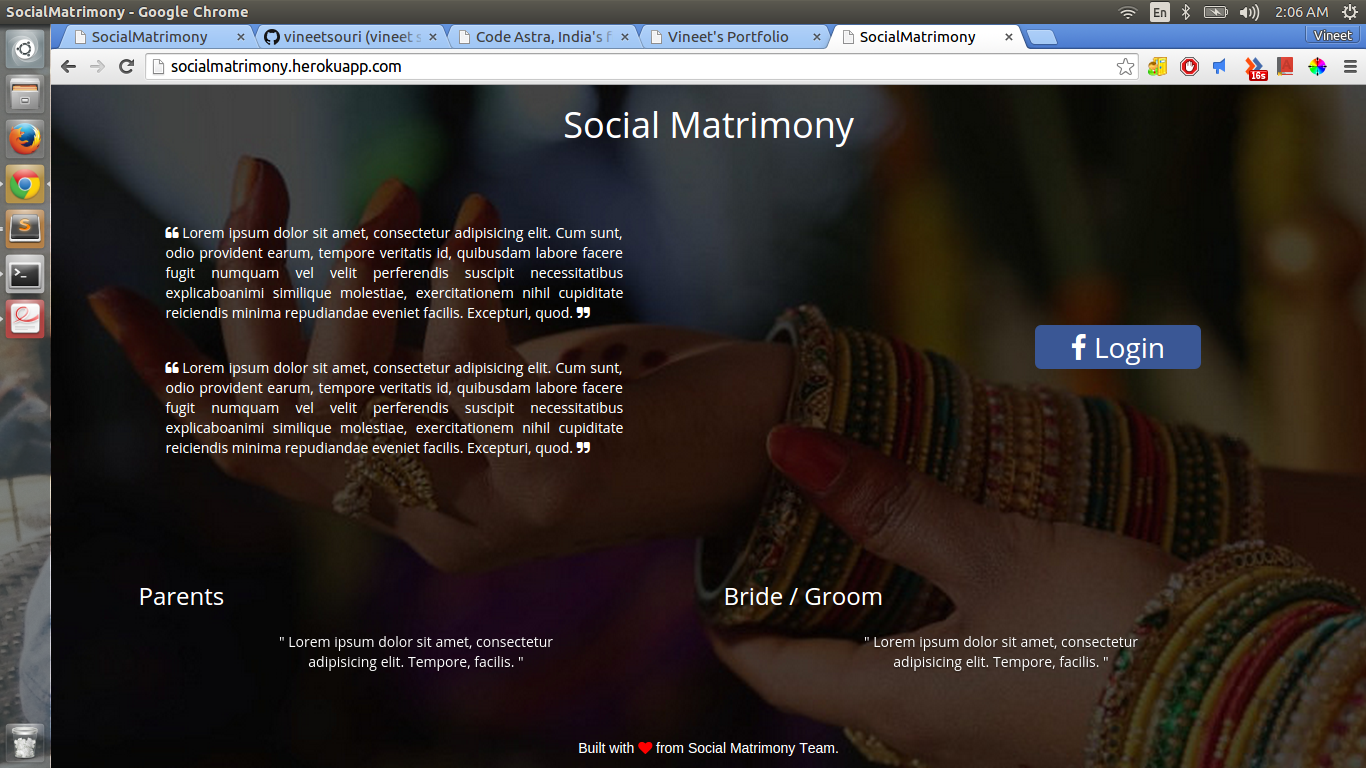 SocialMatrimony - Google Chrome
En
2:06 AM
SocialMatrimony
vineetsouri (vineet s
Code Astra, India's f
Vineet's Portfolio
SocialMatrimony
Vineet
socialmatrimony.herokuapp.com
16s
Social Matrimony
❝ Lorem ipsum dolor sit amet, consectetur adipisicing elit. Cum sunt,
odio provident earum, tempore veritatis id, quibusdam labore facere
fugit numquam vel velit perferendis suscipit necessitatibus
explicaboanimi similique molestiae, exercitationem nihil cupiditate
reiciendis minima repudiandae eveniet facilis. Excepturi, quod. ❞
Login
❝ Lorem ipsum dolor sit amet, consectetur adipisicing elit. Cum sunt,
odio provident earum, tempore veritatis id, quibusdam labore facere
fugit numquam vel velit perferendis suscipit necessitatibus
explicaboanimi similique molestiae, exercitationem nihil cupiditate
reiciendis minima repudiandae eveniet facilis. Excepturi, quod. ❞
Parents
" Lorem ipsum dolor sit amet, consectetur
adipisicing elit. Tempore, facilis. "
Bride / Groom
" Lorem ipsum dolor sit amet, consectetur
adipisicing elit. Tempore, facilis. "
Built with ♥ from Social Matrimony Team.